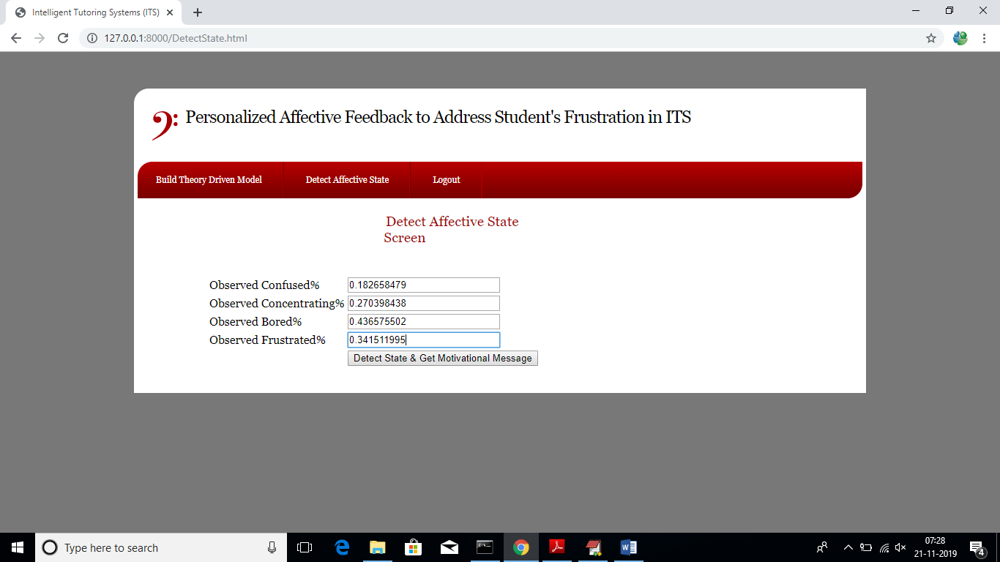 Intelligent Tutoring Systems (ITS)
127.0.0.1:8000/DetectState.html
Personalized Affective Feedback to Address Student's Frustration in ITS
Build Theory Driven Model
Detect Affective State
Logout
Detect Affective State
Screen
Observed Confused% 0.182658479
Observed Concentrating% 0.270398438
Observed Bored% 0.436575502
Observed Frustrated% 0.341511995
Detect State & Get Motivational Message
Type here to search
07:28
21-11-2019
4